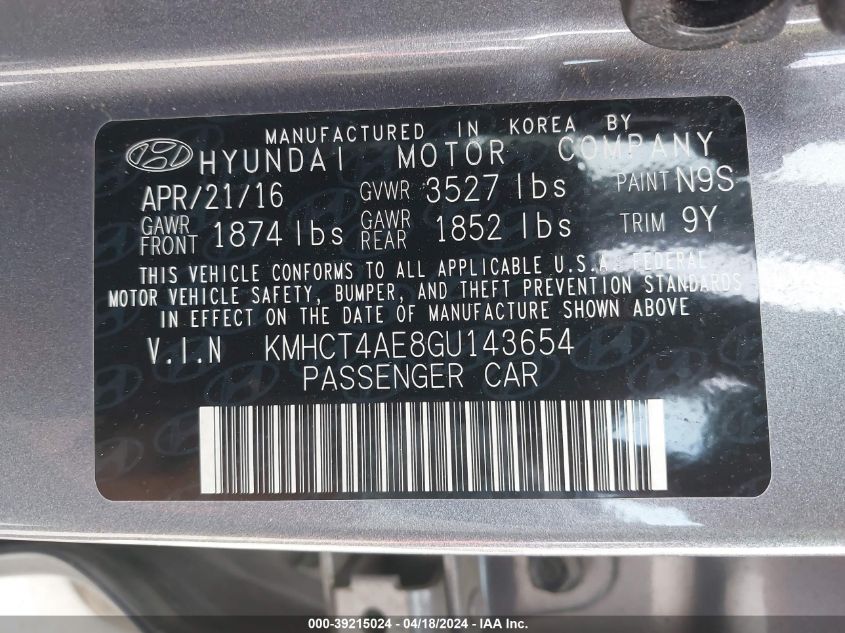 MANUFACTURED IN KOREA BY
HYUNDAI MOTOR COMPANY
APR/21/16 GVWR 3527 lbs PAINT N9S
GAWR FRONT 1874 lbs GAWR REAR 1852 lbs TRIM 9Y
THIS VEHICLE CONFORMS TO ALL APPLICABLE U.S.A. FEDERAL
MOTOR VEHICLE SAFETY, BUMPER, AND THEFT PREVENTION STANDARDS
IN EFFECT ON THE DATE OF MANUFACTURE SHOWN ABOVE
V.I.N KMHCT4AE8GU143654
PASSENGER CAR
000-39215024 - 04/18/2024 - IAA Inc.